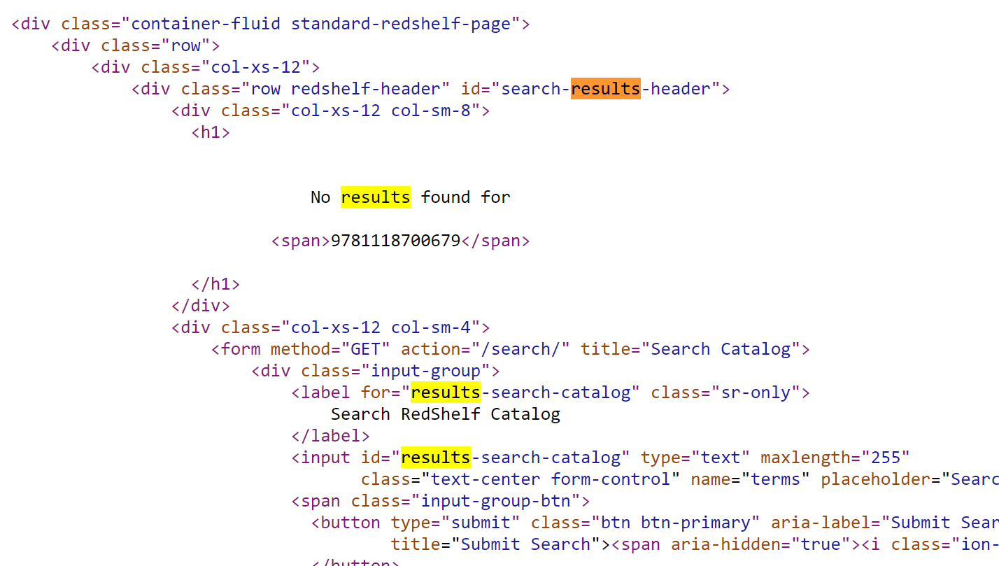 <div class="container-fluid standard-redshelf-page">
<div class="row">
<div class="col-xs-12">
<div class="row redshelf-header" id="search-results-header">
<div class="col-xs-12 col-sm-8">
<h1>
No results found for
<span>9781118700679</span>
</h1>
</div>
<div class="col-xs-12 col-sm-4">
<form method="GET" action="/search/" title="Search Catalog">
<div class="input-group">
<label for="results-search-catalog" class="sr-only">
Search RedShelf Catalog
</label>
<input id="results-search-catalog" type="text" maxlength="255"
class="text-center form-control" name="terms" placeholder="Searc
<span class="input-group-btn">
<button type="submit" class="btn btn-primary" aria-label="Submit Sear
title="Submit Search"><span aria-hidden="true"><i class="ion-
</button>